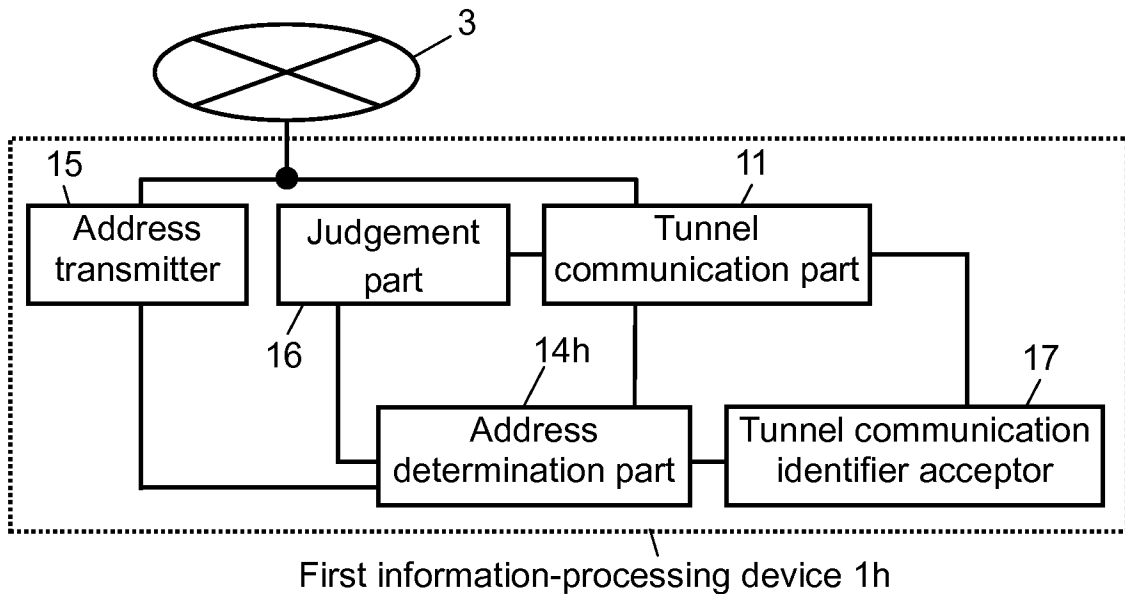 3
15
11
Address
transmitter
Judgement
part
Tunnel
communication part
16
14h
17
Address
determination part
Tunnel communication
identifier acceptor
First information-processing device 1h